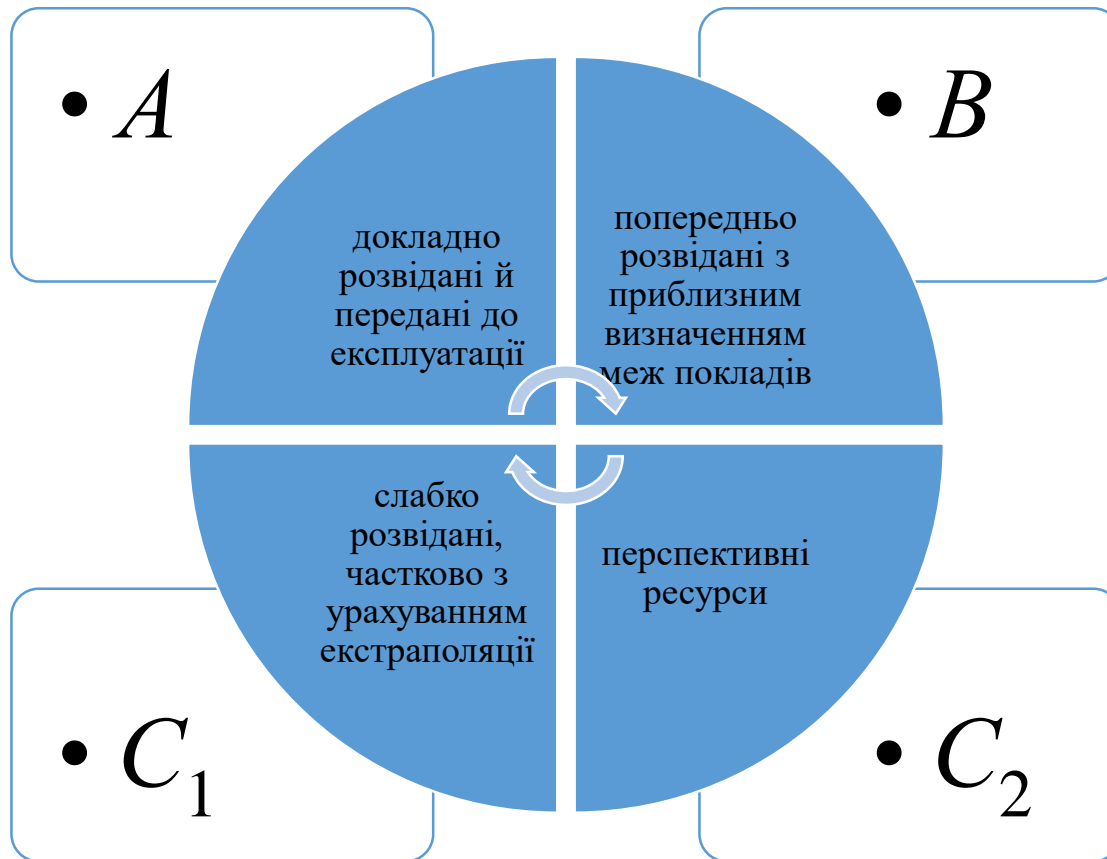 • A
• B
докладно
розвідані й
передані до
експлуатації
попередньо
розвідані з
приблизним
визначенням
меж покладів
слабко
розвідані,
частково з
урахуванням
екстраполяції
перспективні
ресурси
• C₁
• C₂